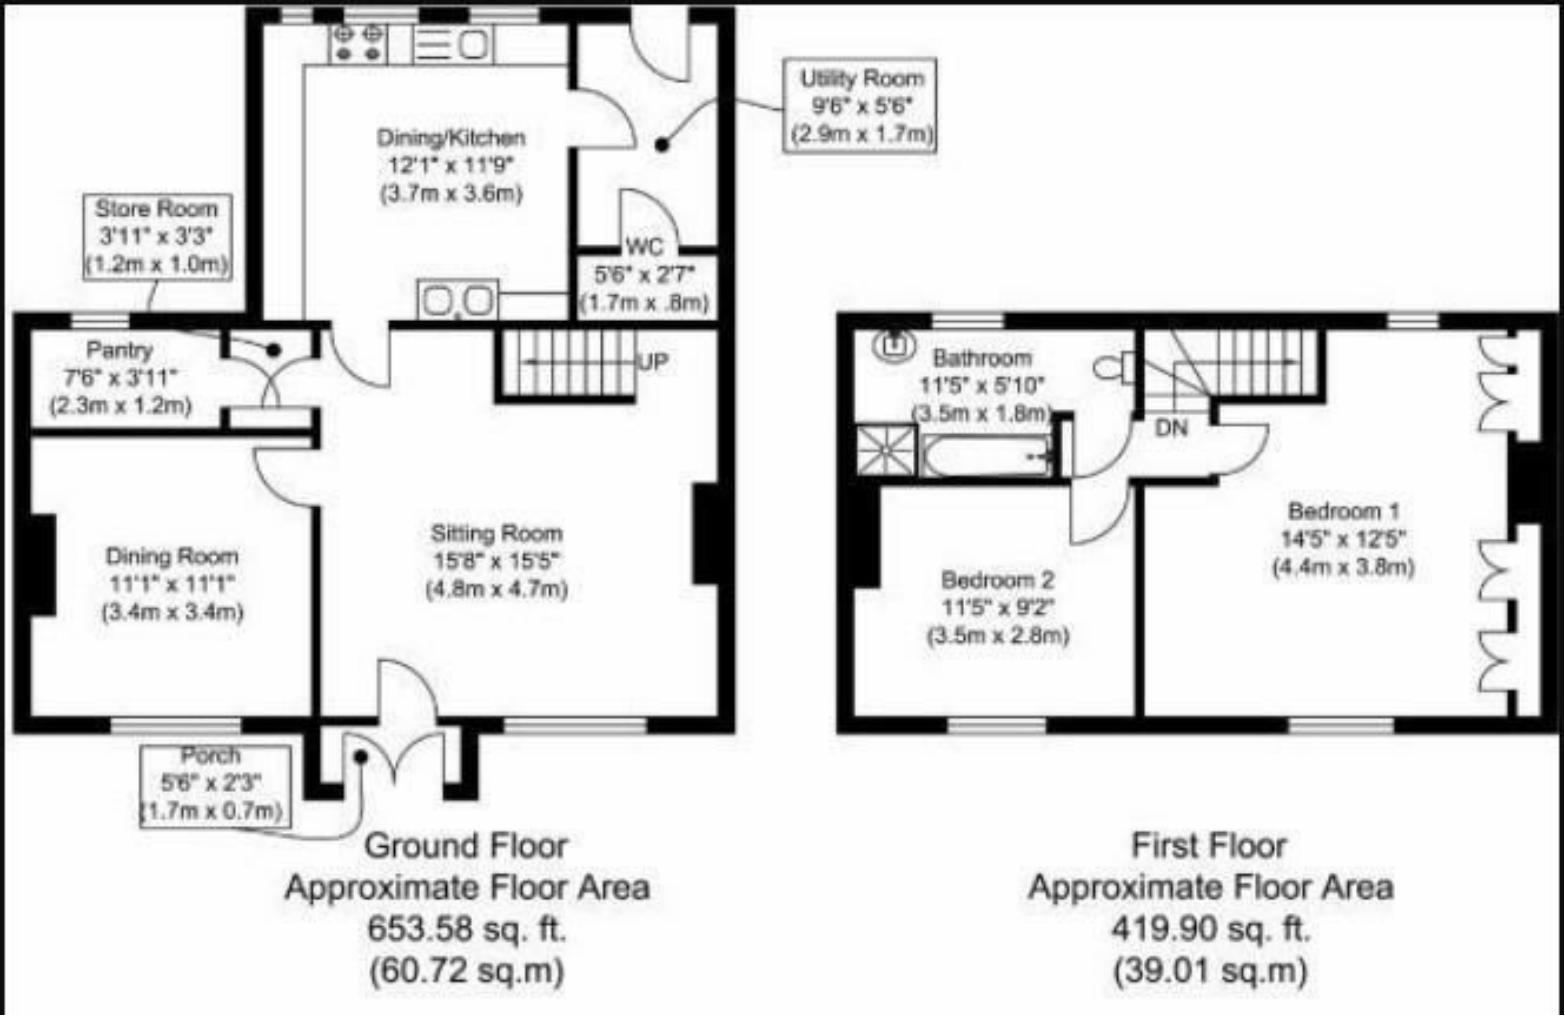 Utility Room
9'6" x 5'6"
(2.9m x 1.7m)
Dining/Kitchen
12'1" x 11'9"
(3.7m x 3.6m)
Store Room
3'11" x 3'3"
(1.2m x 1.0m)
WC
5'6" x 2'7"
(1.7m x .8m)
Pantry
7'6" x 3'11"
(2.3m x 1.2m)
UP
Sitting Room
15'8" x 15'5"
(4.8m x 4.7m)
Dining Room
11'1" x 11'1"
(3.4m x 3.4m)
Porch
5'6" x 2'3"
(1.7m x 0.7m)
Ground Floor
Approximate Floor Area
653.58 sq. ft.
(60.72 sq.m)
Bathroom
11'5" x 5'10"
(3.5m x 1.8m)
DN
Bedroom 1
14'5" x 12'5"
(4.4m x 3.8m)
Bedroom 2
11'5" x 9'2"
(3.5m x 2.8m)
First Floor
Approximate Floor Area
419.90 sq. ft.
(39.01 sq.m)